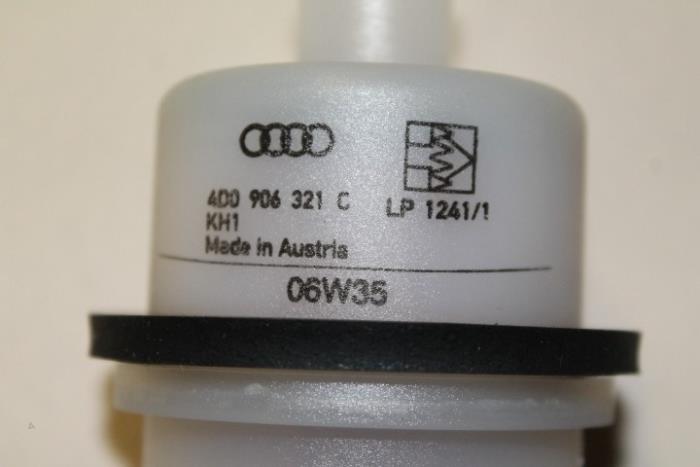 4D0 906 321 C
LP 1241/1
KH1
Made in Austria
06W35